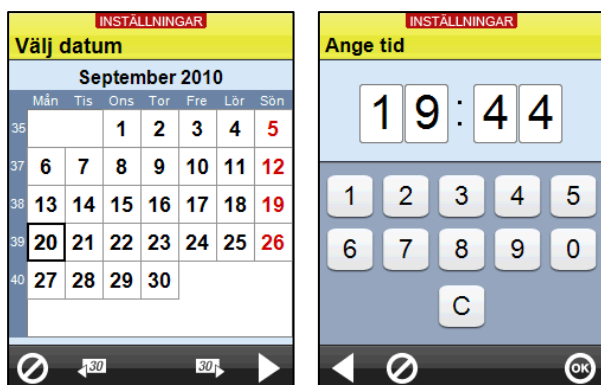 INSTÄLLNINGAR
Välj datum
September 2010
Mån Tis Ons Tor Fre Lör Sön
35 1 2 3 4 5
37 6 7 8 9 10 11 12
38 13 14 15 16 17 18 19
39 20 21 22 23 24 25 26
40 27 28 29 30
30 30
INSTÄLLNINGAR
Ange tid
19:44
1 2 3 4 5
6 7 8 9 0
C
OK